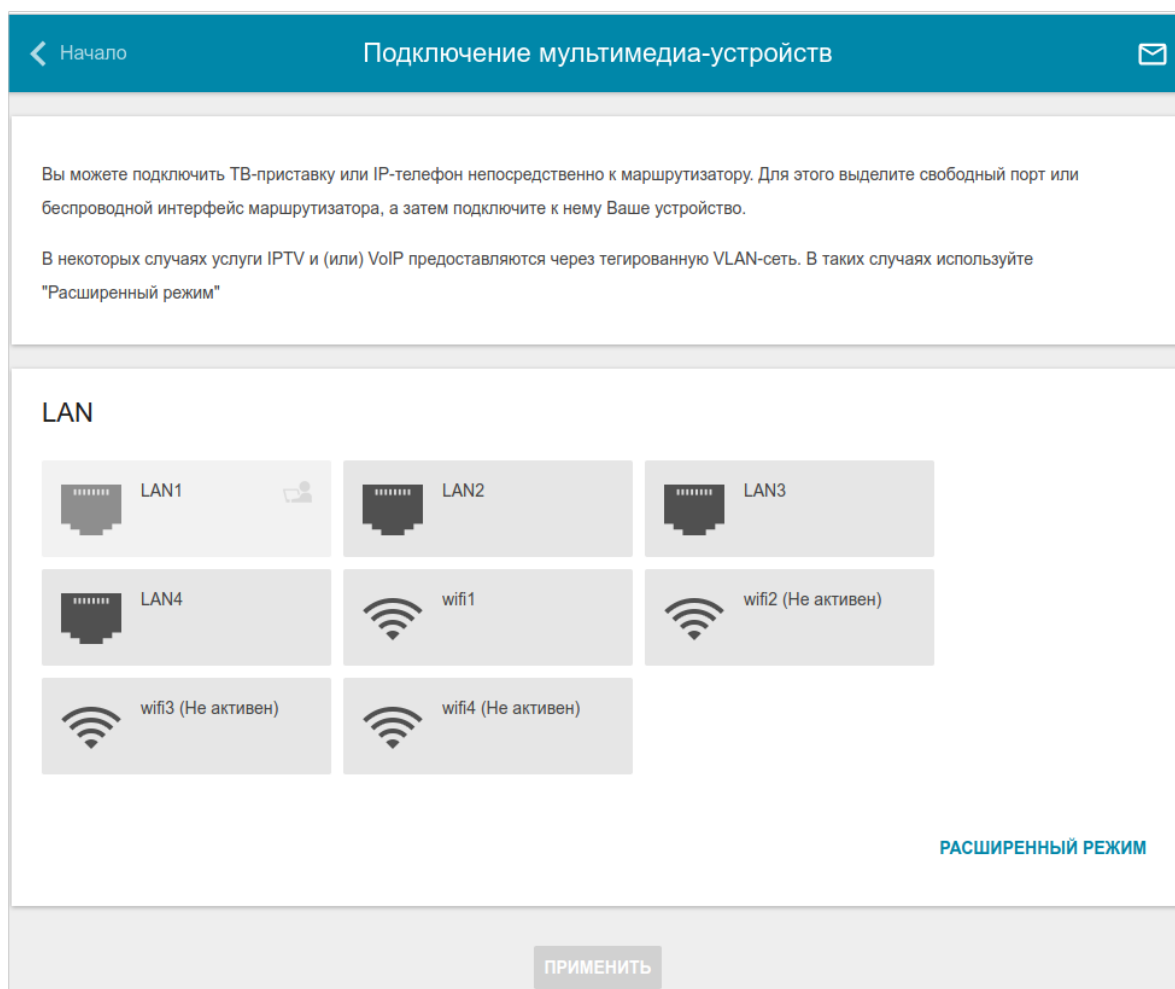 Начало
Подключение мультимедиа-устройств
Вы можете подключить ТВ-приставку или IP-телефон непосредственно к маршрутизатору. Для этого выделите свободный порт или
беспроводной интерфейс маршрутизатора, а затем подключите к нему Ваше устройство.
В некоторых случаях услуги IPTV и (или) VoIP предоставляются через тегированную VLAN-сеть. В таких случаях используйте
"Расширенный режим"
LAN
LAN1
LAN2
LAN3
LAN4
wifi1
wifi2 (Не активен)
wifi3 (Не активен)
wifi4 (Не активен)
РАСШИРЕННЫЙ РЕЖИМ
ПРИМЕНИТЬ